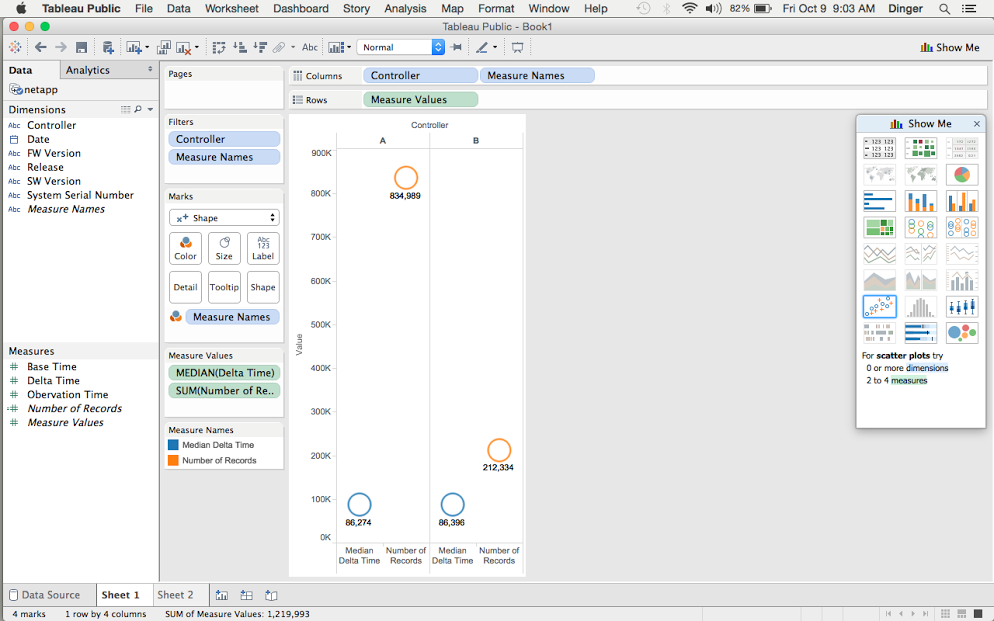 Tableau Public File Data Worksheet Dashboard Story Analysis Map Format Window Help 82% Fri Oct 9 9:03 AM Dinger
Tableau Public - Book1
Abc Normal Show Me
Data Analytics
netapp
Dimensions
Abc Controller
Date
Abc FW Version
Abc Release
Abc SW Version
Abc System Serial Number
Abc Measure Names
Measures
Base Time
Delta Time
Obervation Time
Number of Records
Measure Values
Pages
Filters
Controller
Measure Names
Marks
Shape
Color Size Abc 123 Label
Detail Tooltip Shape
Measure Names
Measure Values
MEDIAN(Delta Time)
SUM(Number of Re..
Measure Names
Median Delta Time
Number of Records
Columns Controller Measure Names
Rows Measure Values
Controller
A B
900K
800K
700K
600K
500K
400K
300K
200K
100K
0K
Value
834,989
212,334
86,274
86,396
Median Number of Median Number of
Delta Time Records Delta Time Records
Show Me
For scatter plots try
0 or more dimensions
2 to 4 measures
Data Source Sheet 1 Sheet 2
4 marks 1 row by 4 columns SUM of Measure Values: 1,219,993